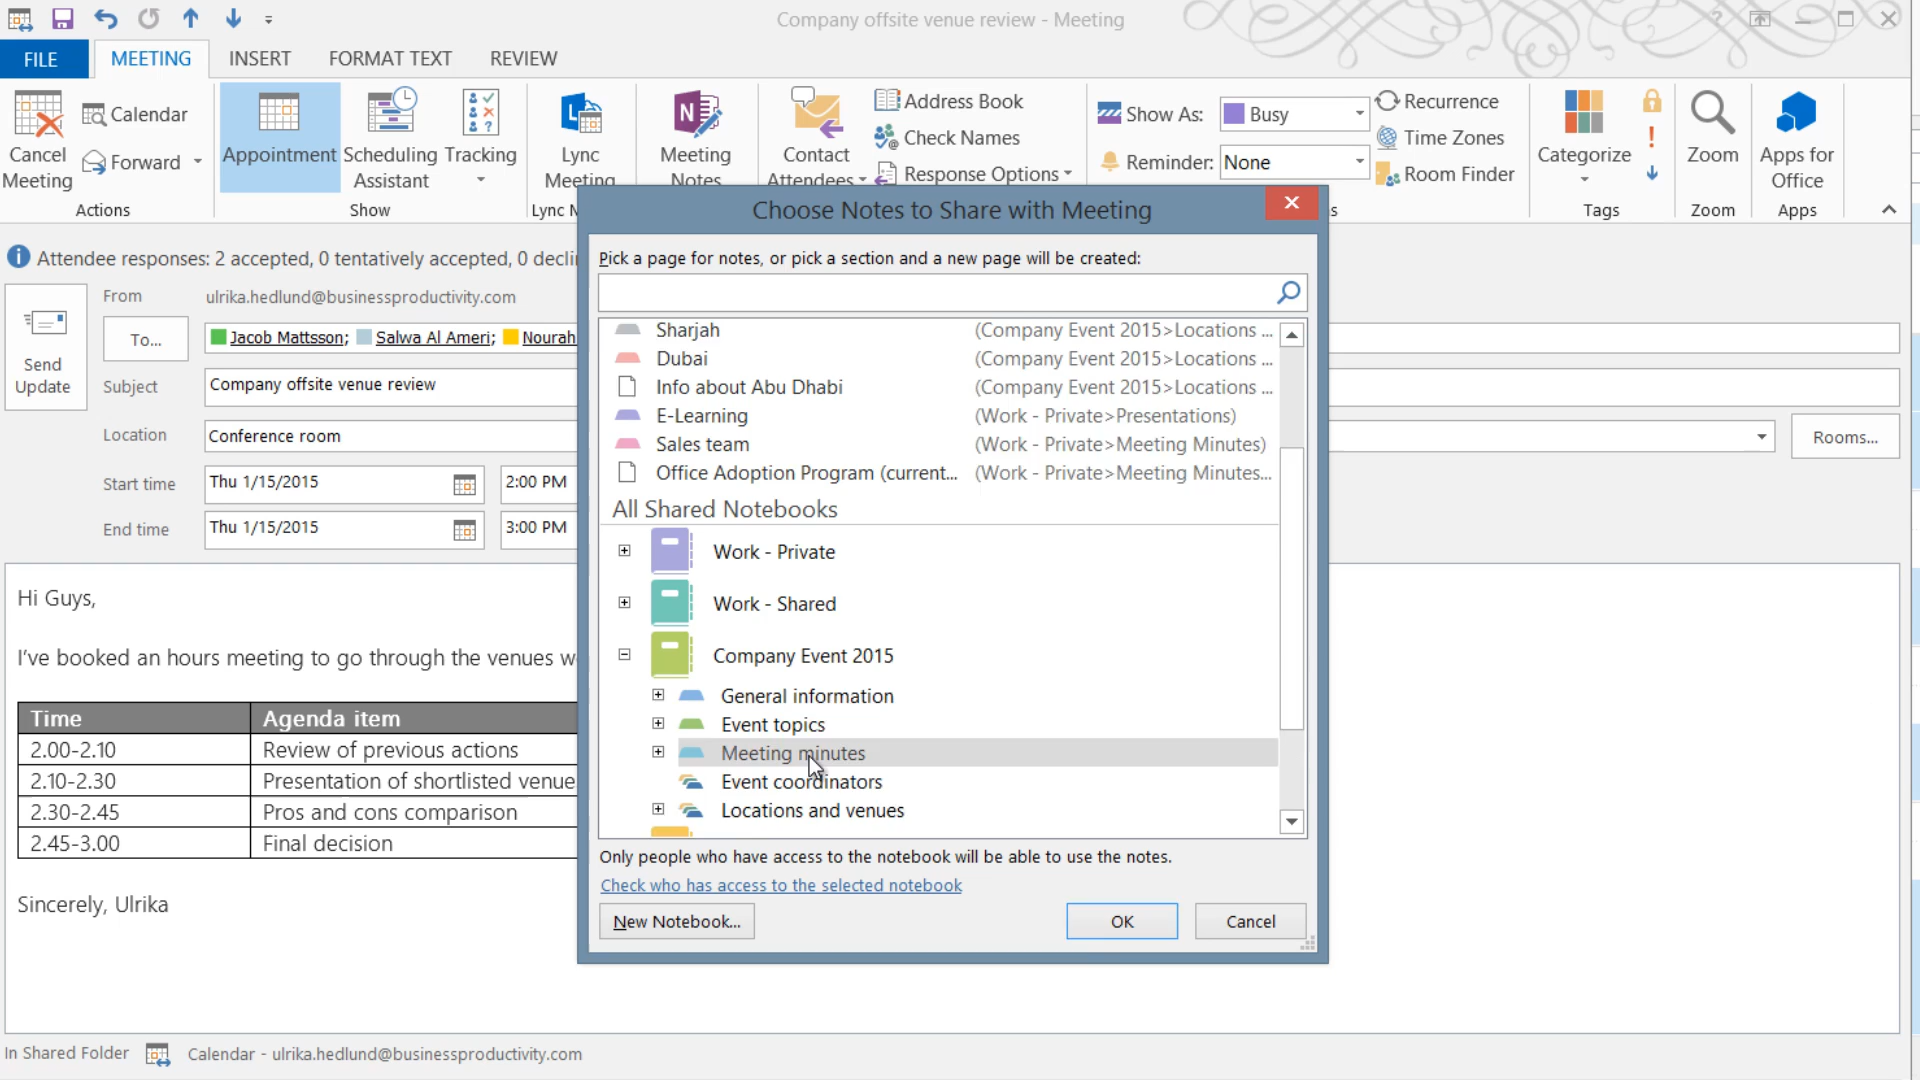 Company offsite venue review - Meeting
?
FILE MEETING INSERT FORMAT TEXT REVIEW
Cancel Meeting
Calendar
Forward
Actions
Appointment
Scheduling Assistant
Tracking
Show
Lync Meeting
Lync M
Meeting Notes
Contact Attendees
Address Book
Check Names
Response Options
Show As: Busy
Reminder: None
Recurrence
Time Zones
Room Finder
s
Categorize
Tags
Zoom
Zoom
Apps for Office
Apps
Attendee responses: 2 accepted, 0 tentatively accepted, 0 decli
Send Update
From ulrika.hedlund@businessproductivity.com
To... Jacob Mattsson; Salwa Al Ameri; Nourah
Subject Company offsite venue review
Location Conference room
Rooms...
Start time Thu 1/15/2015 2:00 PM
End time Thu 1/15/2015 3:00 PM
Hi Guys,
I've booked an hours meeting to go through the venues w
Time Agenda item
2.00-2.10 Review of previous actions
2.10-2.30 Presentation of shortlisted venue
2.30-2.45 Pros and cons comparison
2.45-3.00 Final decision
Sincerely, Ulrika
In Shared Folder Calendar - ulrika.hedlund@businessproductivity.com
Choose Notes to Share with Meeting
Pick a page for notes, or pick a section and a new page will be created:
Sharjah (Company Event 2015>Locations ...
Dubai (Company Event 2015>Locations ...
Info about Abu Dhabi (Company Event 2015>Locations ...
E-Learning (Work - Private>Presentations)
Sales team (Work - Private>Meeting Minutes)
Office Adoption Program (current... (Work - Private>Meeting Minutes...
All Shared Notebooks
Work - Private
Work - Shared
Company Event 2015
General information
Event topics
Meeting minutes
Event coordinators
Locations and venues
Only people who have access to the notebook will be able to use the notes.
Check who has access to the selected notebook
New Notebook... OK Cancel